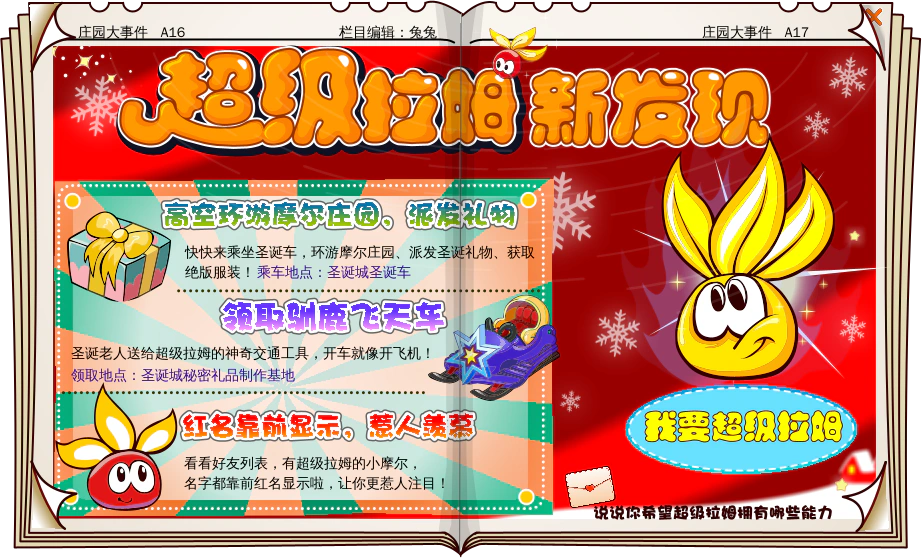 庄园大事件 A16
栏目编辑：兔兔
庄园大事件 A17
超级拉姆新发现
高空环游摩尔庄园，派发礼物
快快来乘坐圣诞车，环游摩尔庄园、派发圣诞礼物、获取
绝版服装！乘车地点：圣诞城圣诞车
领取驯鹿飞天车
圣诞老人送给超级拉姆的神奇交通工具，开车就像开飞机！
领取地点：圣诞城秘密礼品制作基地
红名靠前显示，惹人羡慕
看看好友列表，有超级拉姆的小摩尔，
名字都靠前红名显示啦，让你更惹人注目！
我要超级拉姆
说说你希望超级拉姆拥有哪些能力